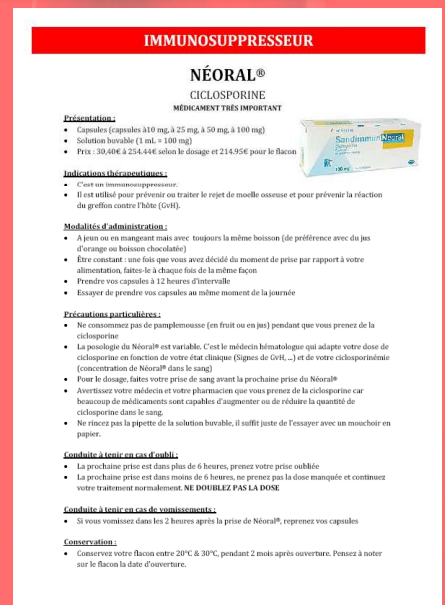 IMMUNOSUPPRESSEUR
NÉORAL®
CICLOSPORINE
MÉDICAMENT TRÈS IMPORTANT
Présentation :
• Capsules (capsules à10 mg, à 25 mg, à 50 mg, à 100 mg)
• Solution buvable (1 mL = 100 mg)
• Prix : 30,40€ à 254.44€ selon le dosage et 214.95€ pour le flacon
Sandimmun Neoral
100 mg
Indications thérapeutiques :
• C'est un immunosuppresseur.
• Il est utilisé pour prévenir ou traiter le rejet de moelle osseuse et pour prévenir la réaction
du greffon contre l'hôte (GvH).
Modalités d'administration :
• A jeun ou en mangeant mais avec toujours la même boisson (de préférence avec du jus
d'orange ou boisson chocolatée)
• Être constant : une fois que vous avez décidé du moment de prise par rapport à votre
alimentation, faites-le à chaque fois de la même façon
• Prendre vos capsules à 12 heures d'intervalle
• Essayer de prendre vos capsules au même moment de la journée
Précautions particulières :
• Ne consommez pas de pamplemousse (en fruit ou en jus) pendant que vous prenez de la
ciclosporine
• La posologie du Néoral® est variable. C'est le médecin hématologue qui adapte votre dose de
ciclosporine en fonction de votre état clinique (Signes de GvH, ...) et de votre ciclosporinémie
(concentration de Néoral® dans le sang)
• Pour le dosage, faites votre prise de sang avant la prochaine prise du Néoral®
• Avertissez votre médecin et votre pharmacien que vous prenez de la ciclosporine car
beaucoup de médicaments sont capables d'augmenter ou de réduire la quantité de
ciclosporine dans le sang.
• Ne rincez pas la pipette de la solution buvable, il suffit juste de l'essayer avec un mouchoir en
papier.
Conduite à tenir en cas d'oubli :
• La prochaine prise est dans plus de 6 heures, prenez votre prise oubliée
• La prochaine prise est dans moins de 6 heures, ne prenez pas la dose manquée et continuez
votre traitement normalement. NE DOUBLEZ PAS LA DOSE
Conduite à tenir en cas de vomissements :
• Si vous vomissez dans les 2 heures après la prise de Néoral®, reprenez vos capsules
Conservation :
• Conservez votre flacon entre 20°C & 30°C, pendant 2 mois après ouverture. Pensez à noter
sur le flacon la date d'ouverture.